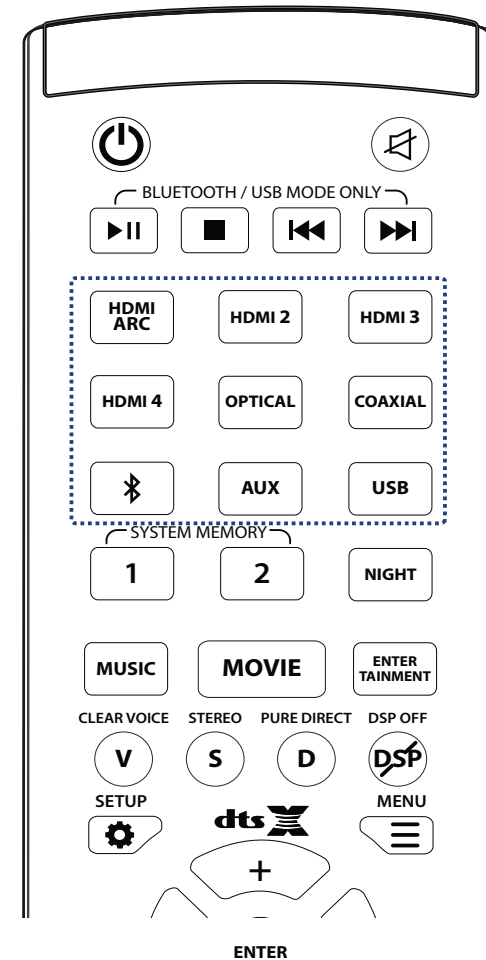 BLUETOOTH / USB MODE ONLY
HDMI
ARC
HDMI 2
HDMI 3
HDMI 4
OPTICAL
COAXIAL
AUX
USB
SYSTEM MEMORY
1
2
NIGHT
MUSIC
MOVIE
ENTER
TAINMENT
CLEAR VOICE
STEREO
PURE DIRECT
DSP OFF
V
S
D
DSP
SETUP
dts X
MENU
+
ENTER